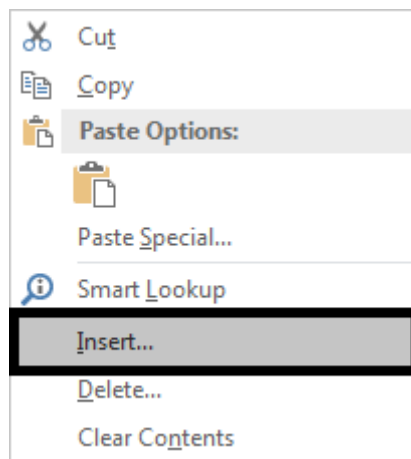 Cut
Copy
Paste Options:
Paste Special...
Smart Lookup
Insert...
Delete...
Clear Contents